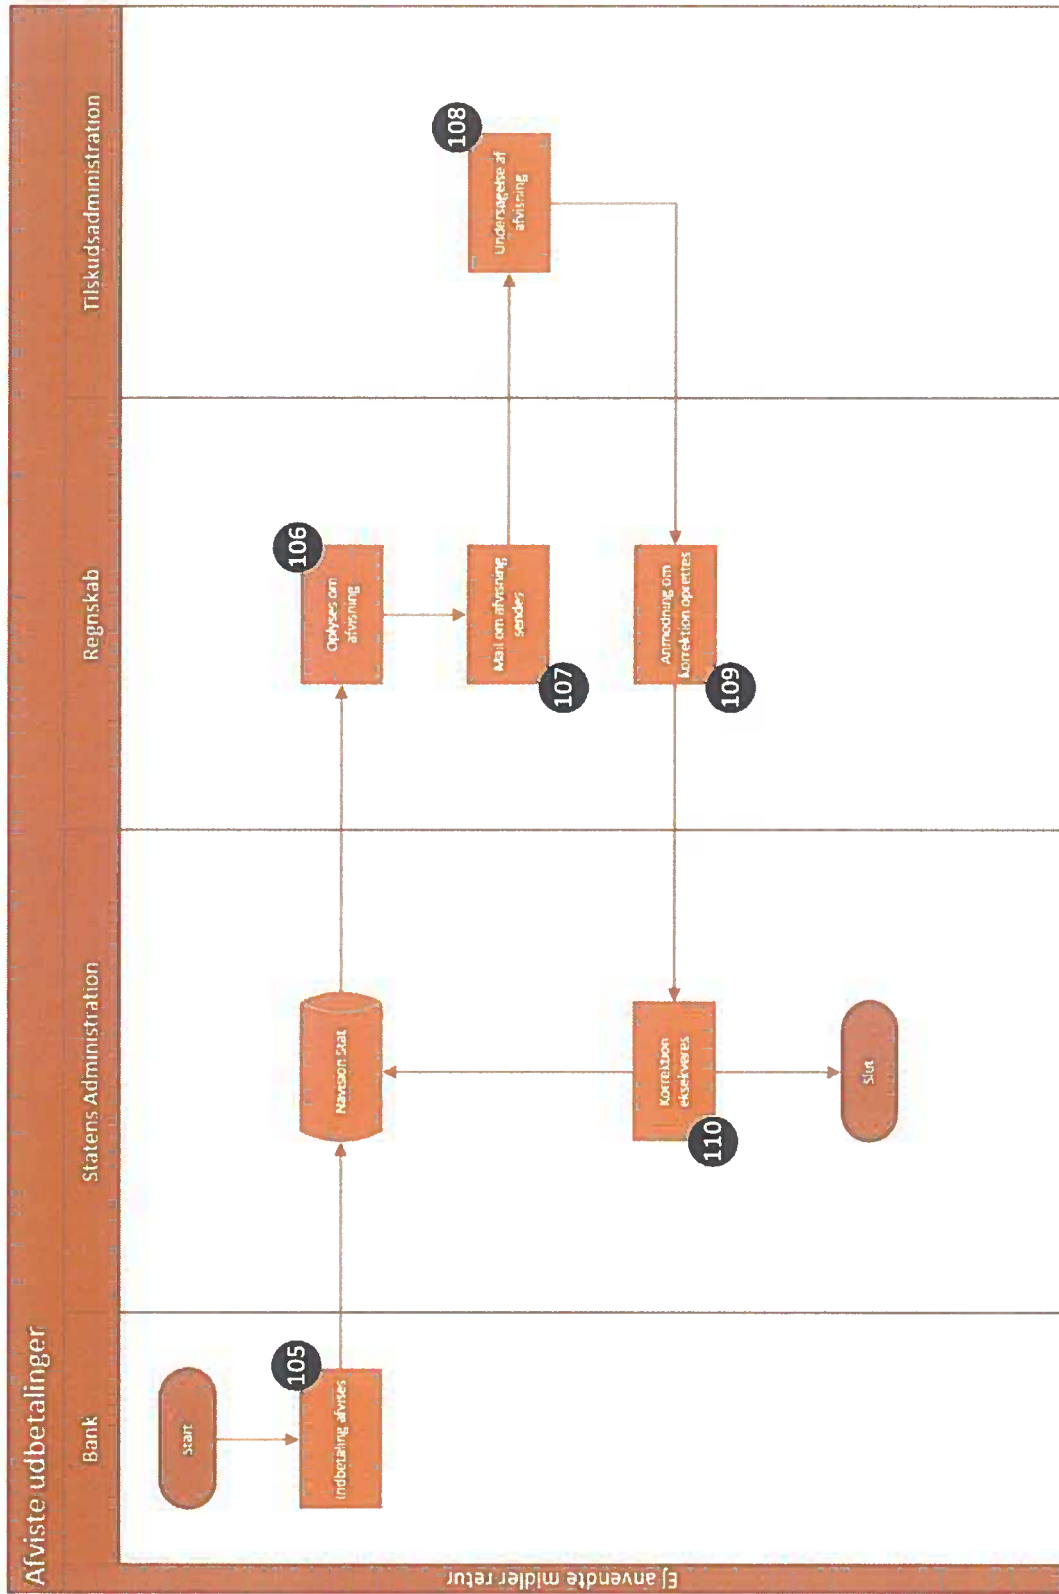 Afviste udbetalinger
Bank
Statens Administration
Regnskab
Tilskudsadministration
Ej anvendte midler retur
Start
105
Indbetaling afvises
Navision Stat
106
Oplyses om
afvisning
107
Mail om afvisning
sendes
108
Undersøgelse af
afvisning
109
Anmodning om
korrektion oprettes
110
Korrektion
eksekveres
Slut